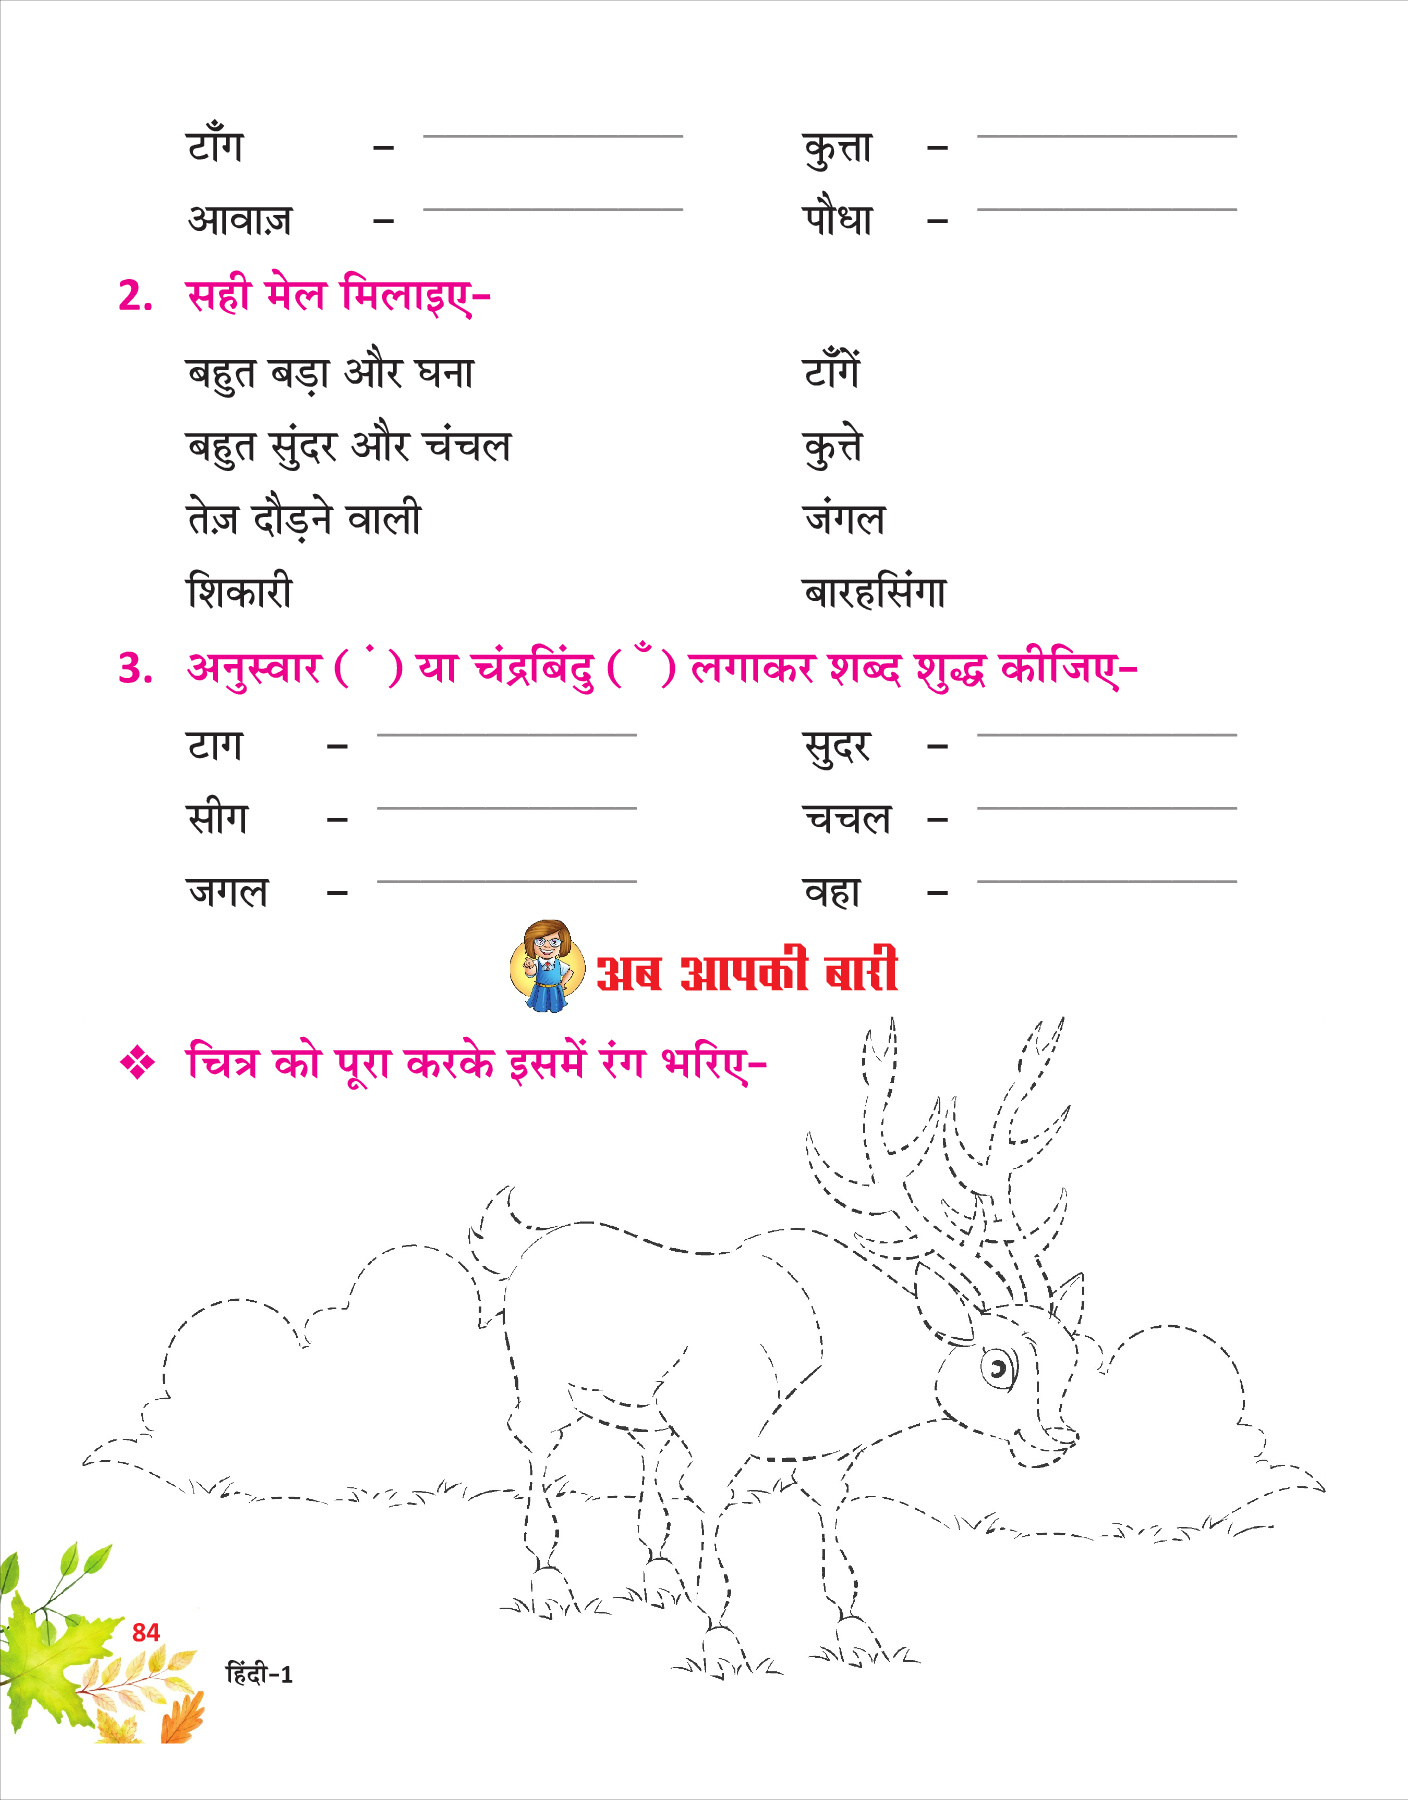 टाँग – ____________ कुत्ता – ____________
आवाज़ – ____________ पौधा – ____________
2. सही मेल मिलाइए–
बहुत बड़ा और घना टाँगें
बहुत सुंदर और चंचल कुत्ते
तेज़ दौड़ने वाली जंगल
शिकारी बारहसिंगा
3. अनुस्वार ( ं ) या चंद्रबिंदु ( ँ ) लगाकर शब्द शुद्ध कीजिए–
टाग – ____________ सुदर – ____________
सीग – ____________ चचल – ____________
जगल – ____________ वहा – ____________
अब आपकी बारी
❖ चित्र को पूरा करके इसमें रंग भरिए–
84
हिंदी-1